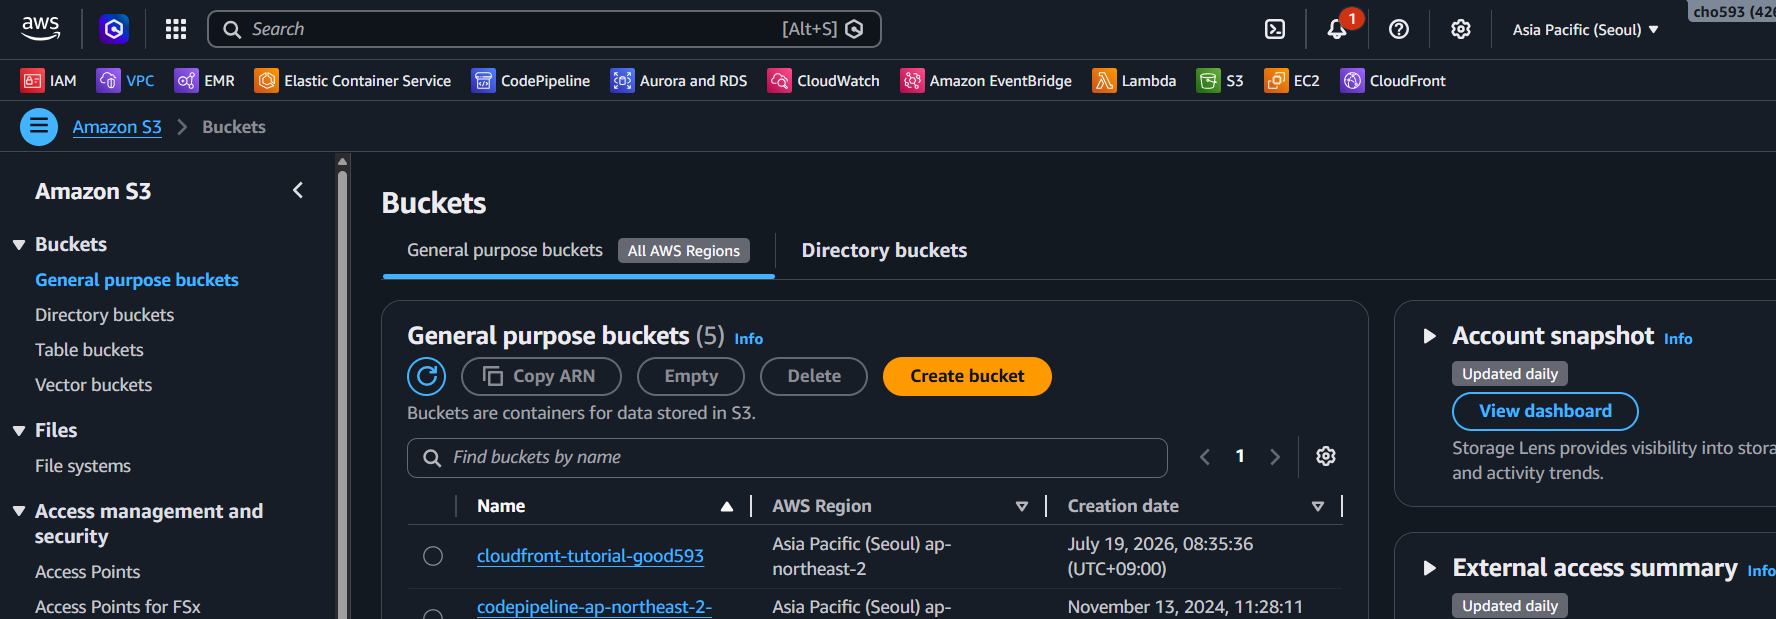 aws
Search
[Alt+S]
1
Asia Pacific (Seoul)
cho593 (426
IAM
VPC
EMR
Elastic Container Service
CodePipeline
Aurora and RDS
CloudWatch
Amazon EventBridge
Lambda
S3
EC2
CloudFront
Amazon S3
Buckets
Amazon S3
Buckets
General purpose buckets
Directory buckets
Table buckets
Vector buckets
Files
File systems
Access management and
security
Access Points
Access Points for FSx
Buckets
General purpose buckets All AWS Regions
Directory buckets
General purpose buckets (5) Info
Copy ARN
Empty
Delete
Create bucket
Buckets are containers for data stored in S3.
Find buckets by name
1
Name
AWS Region
Creation date
cloudfront-tutorial-good593
Asia Pacific (Seoul) ap-
northeast-2
July 19, 2026, 08:35:36
(UTC+09:00)
codepipeline-ap-northeast-2-
Asia Pacific (Seoul) ap-
November 13, 2024, 11:28:11
Account snapshot Info
Updated daily
View dashboard
Storage Lens provides visibility into stora
and activity trends.
External access summary Info
Updated daily